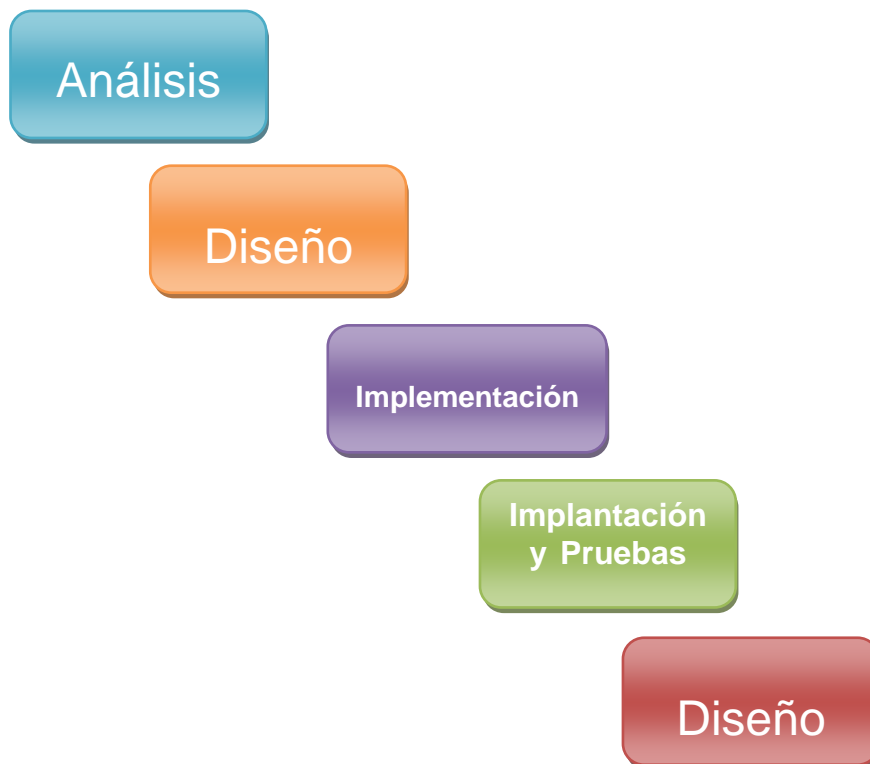 Análisis
Diseño
Implementación
Implantación
y Pruebas
Diseño